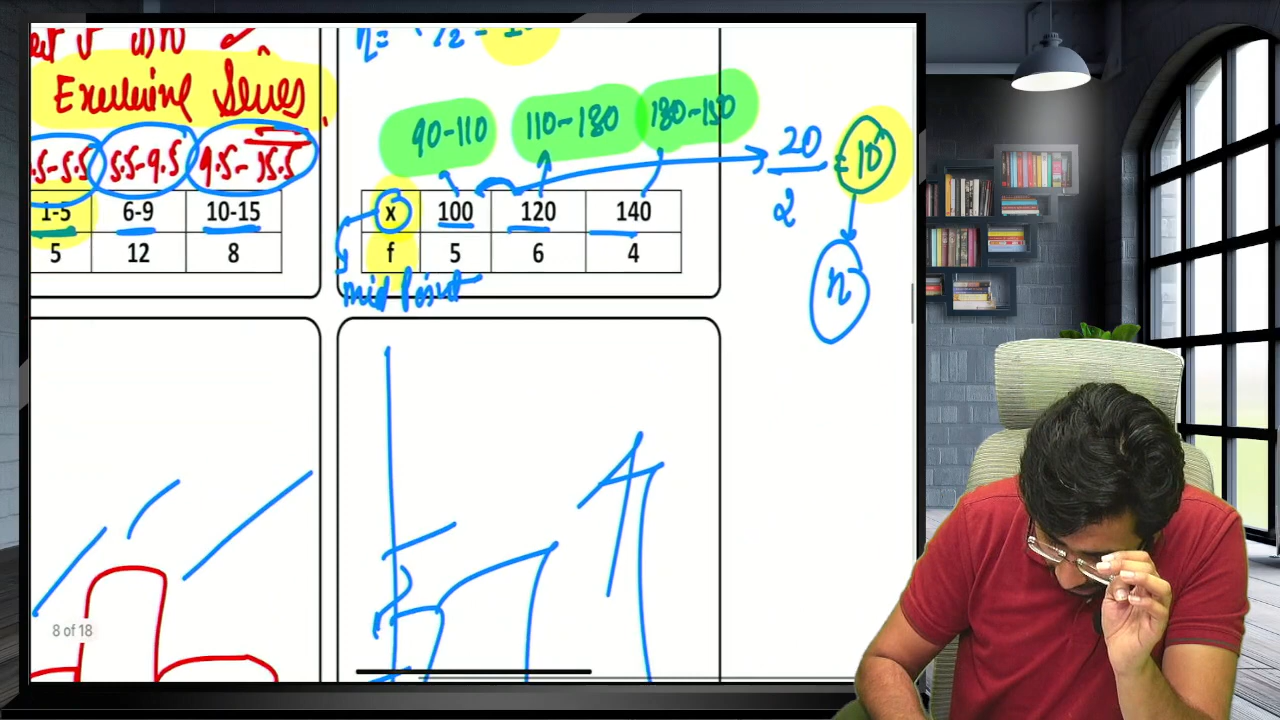 Exclusive Series
.5-5.5 5.5-9.5 9.5-15.5
1-5 6-9 10-15
5 12 8
n=
90-110 110-130 130-150
20
2
= 10
n
x 100 120 140
f 5 6 4
mid Point
8 of 18